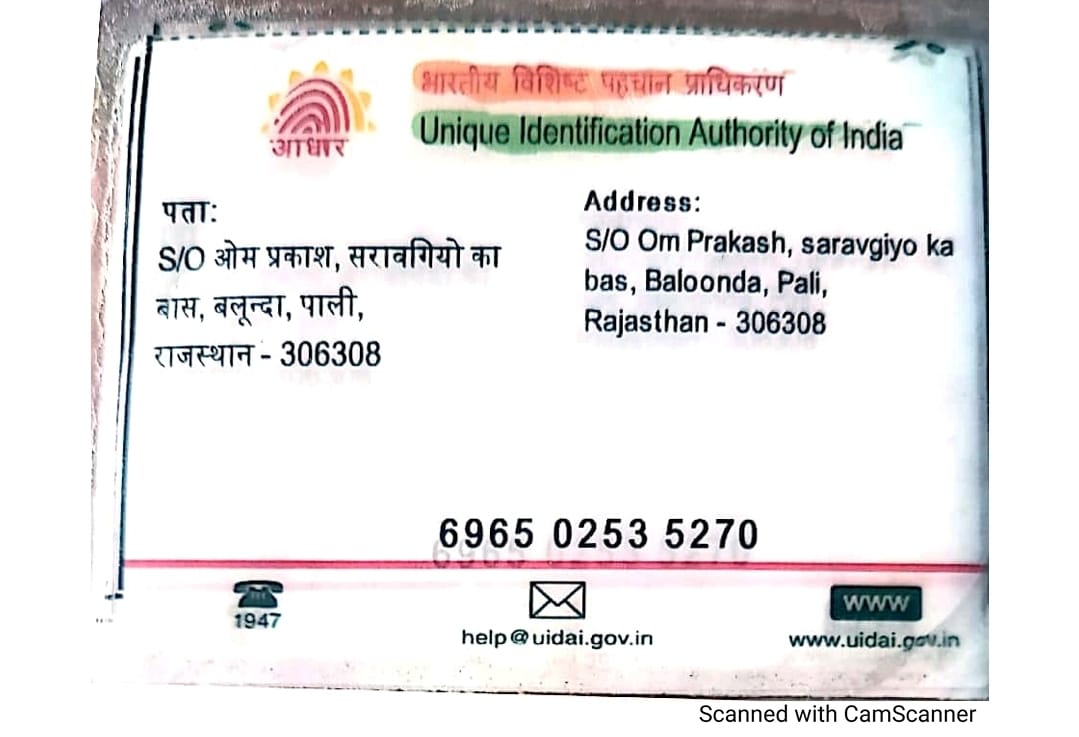 भारतीय विशिष्ट पहचान प्राधिकरण
Unique Identification Authority of India
आधार
पता:
S/O ओम प्रकाश, सरावगियो का
बास, बलून्दा, पाली,
राजस्थान - 306308
Address:
S/O Om Prakash, saravgiyo ka
bas, Baloonda, Pali,
Rajasthan - 306308
6965 0253 5270
1947
help@uidai.gov.in
www
www.uidai.gov.in
Scanned with CamScanner